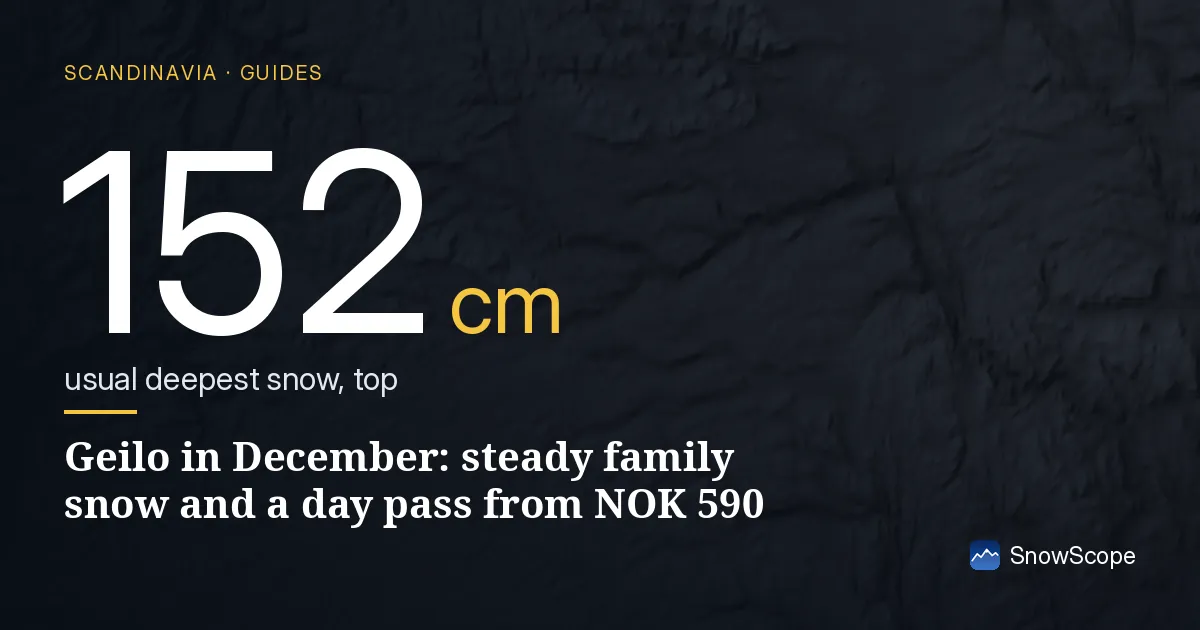 SCANDINAVIA · GUIDES
152 cm
usual deepest snow, top
Geilo in December: steady family
snow and a day pass from NOK 590
SnowScope